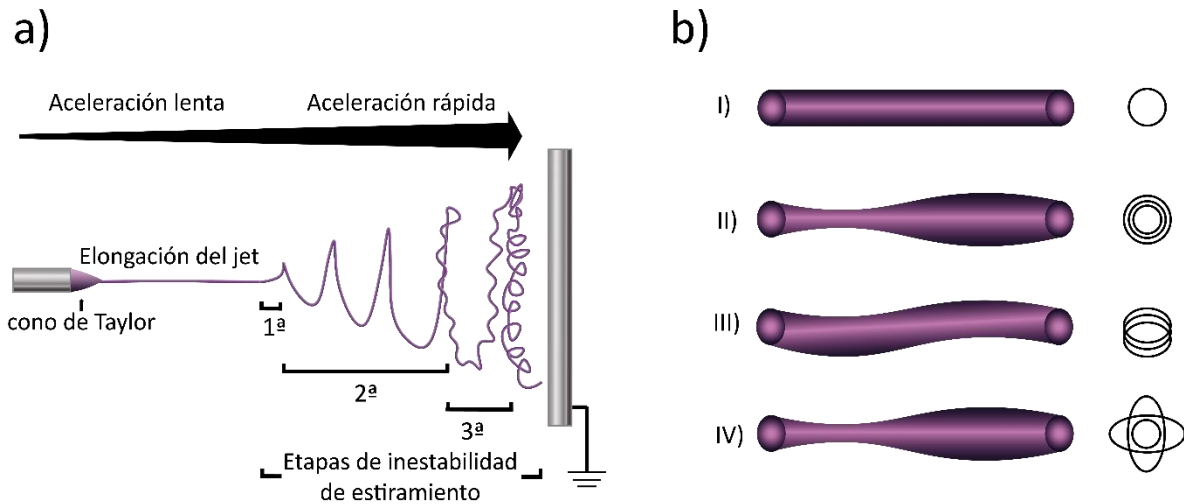 a)
Aceleración lenta
Aceleración rápida
Elongación del jet
cono de Taylor
1ª
2ª
3ª
Etapas de inestabilidad
de estiramiento
b)
I)
II)
III)
IV)